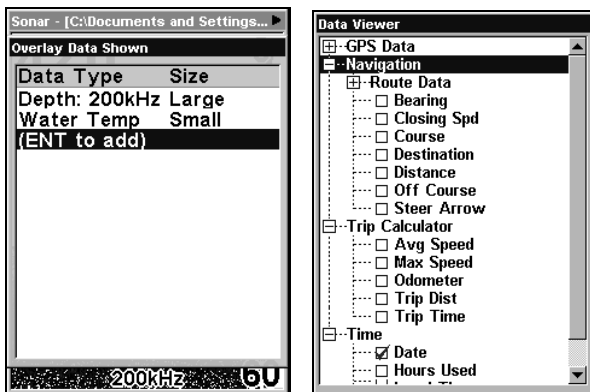 Sonar - [C:\Documents and Settings...
Overlay Data Shown
Data Type Size
Depth: 200kHz Large
Water Temp Small
(ENT to add)
200kHz 60
Data Viewer
GPS Data
Navigation
Route Data
Bearing
Closing Spd
Course
Destination
Distance
Off Course
Steer Arrow
Trip Calculator
Avg Speed
Max Speed
Odometer
Trip Dist
Trip Time
Time
Date
Hours Used